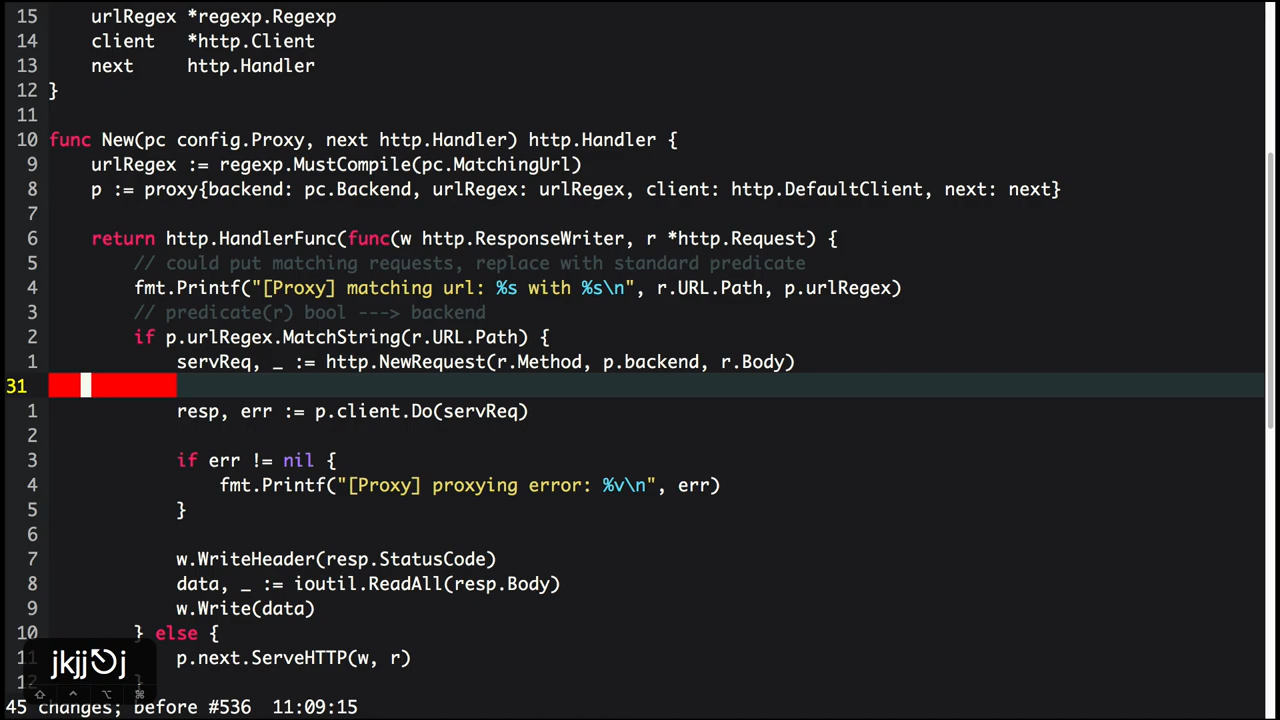 15 urlRegex *regexp.Regexp
14 client *http.Client
13 next http.Handler
12 }
11
10 func New(pc config.Proxy, next http.Handler) http.Handler {
9 urlRegex := regexp.MustCompile(pc.MatchingUrl)
8 p := proxy{backend: pc.Backend, urlRegex: urlRegex, client: http.DefaultClient, next: next}
7
6 return http.HandlerFunc(func(w http.ResponseWriter, r *http.Request) {
5 // could put matching requests, replace with standard predicate
4 fmt.Printf("[Proxy] matching url: %s with %s\n", r.URL.Path, p.urlRegex)
3 // predicate(r) bool ---> backend
2 if p.urlRegex.MatchString(r.URL.Path) {
1 servReq, _ := http.NewRequest(r.Method, p.backend, r.Body)
31
1 resp, err := p.client.Do(servReq)
2
3 if err != nil {
4 fmt.Printf("[Proxy] proxying error: %v\n", err)
5 }
6
7 w.WriteHeader(resp.StatusCode)
8 data, _ := ioutil.ReadAll(resp.Body)
9 w.Write(data)
10 } else {
11 p.next.ServeHTTP(w, r)
12 }
jkjj⎋j
⇧ ⌃ ⌥ ⌘
45 changes; before #536 11:09:15